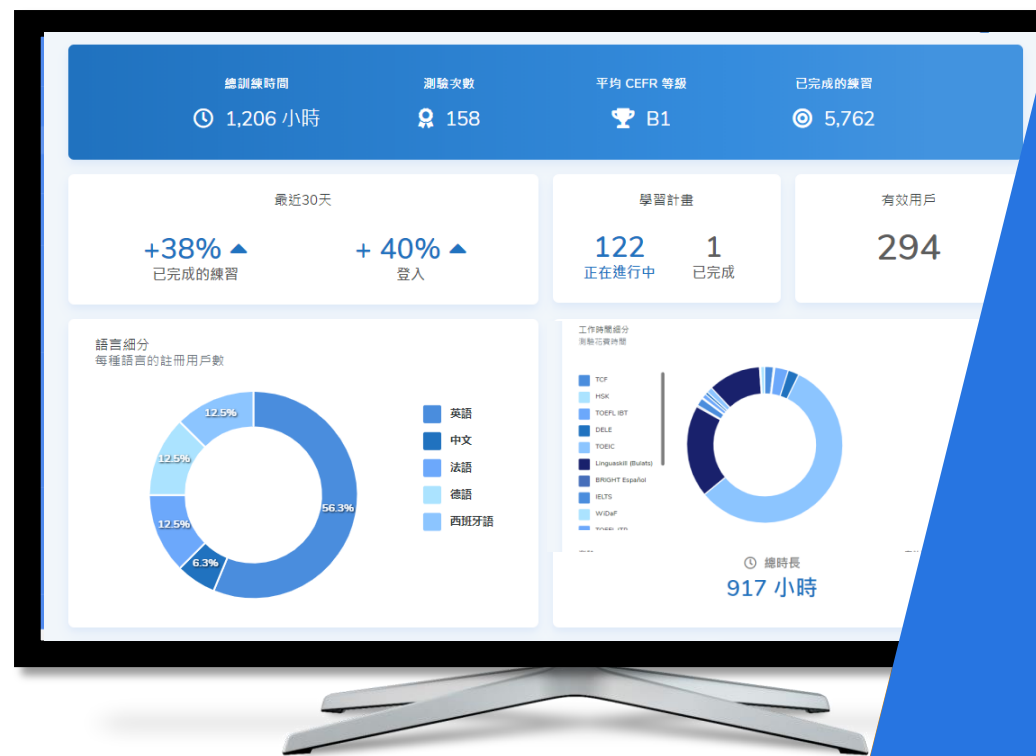 總訓練時間
1,206 小時
測驗次數
158
平均 CEFR 等級
B1
已完成的練習
5,762
最近30天
+38%
已完成的練習
+ 40%
登入
學習計畫
122
正在進行中
1
已完成
有效用戶
294
語言細分
每種語言的註冊用戶數
12.5%
12.5%
12.5%
6.3%
56.3%
英語
中文
法語
德語
西班牙語
工作時間細分
測驗花費時間
TCF
HSK
TOEFL IBT
DELE
TOEIC
Linguaskill (Bulats)
BRIGHT Español
IELTS
WiDaF
TOEFL ITP
總時長
917 小時